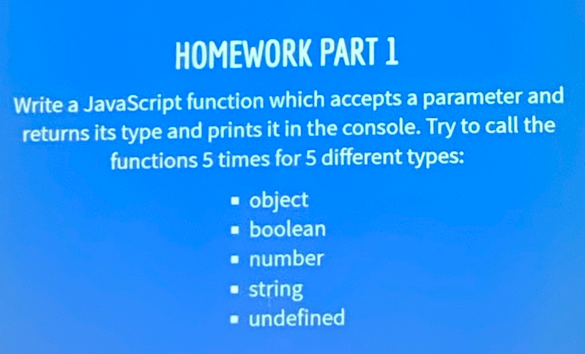 HOMEWORK PART 1
Write a JavaScript function which accepts a parameter and
returns its type and prints it in the console. Try to call the
functions 5 times for 5 different types:
▪ object
▪ boolean
▪ number
▪ string
▪ undefined